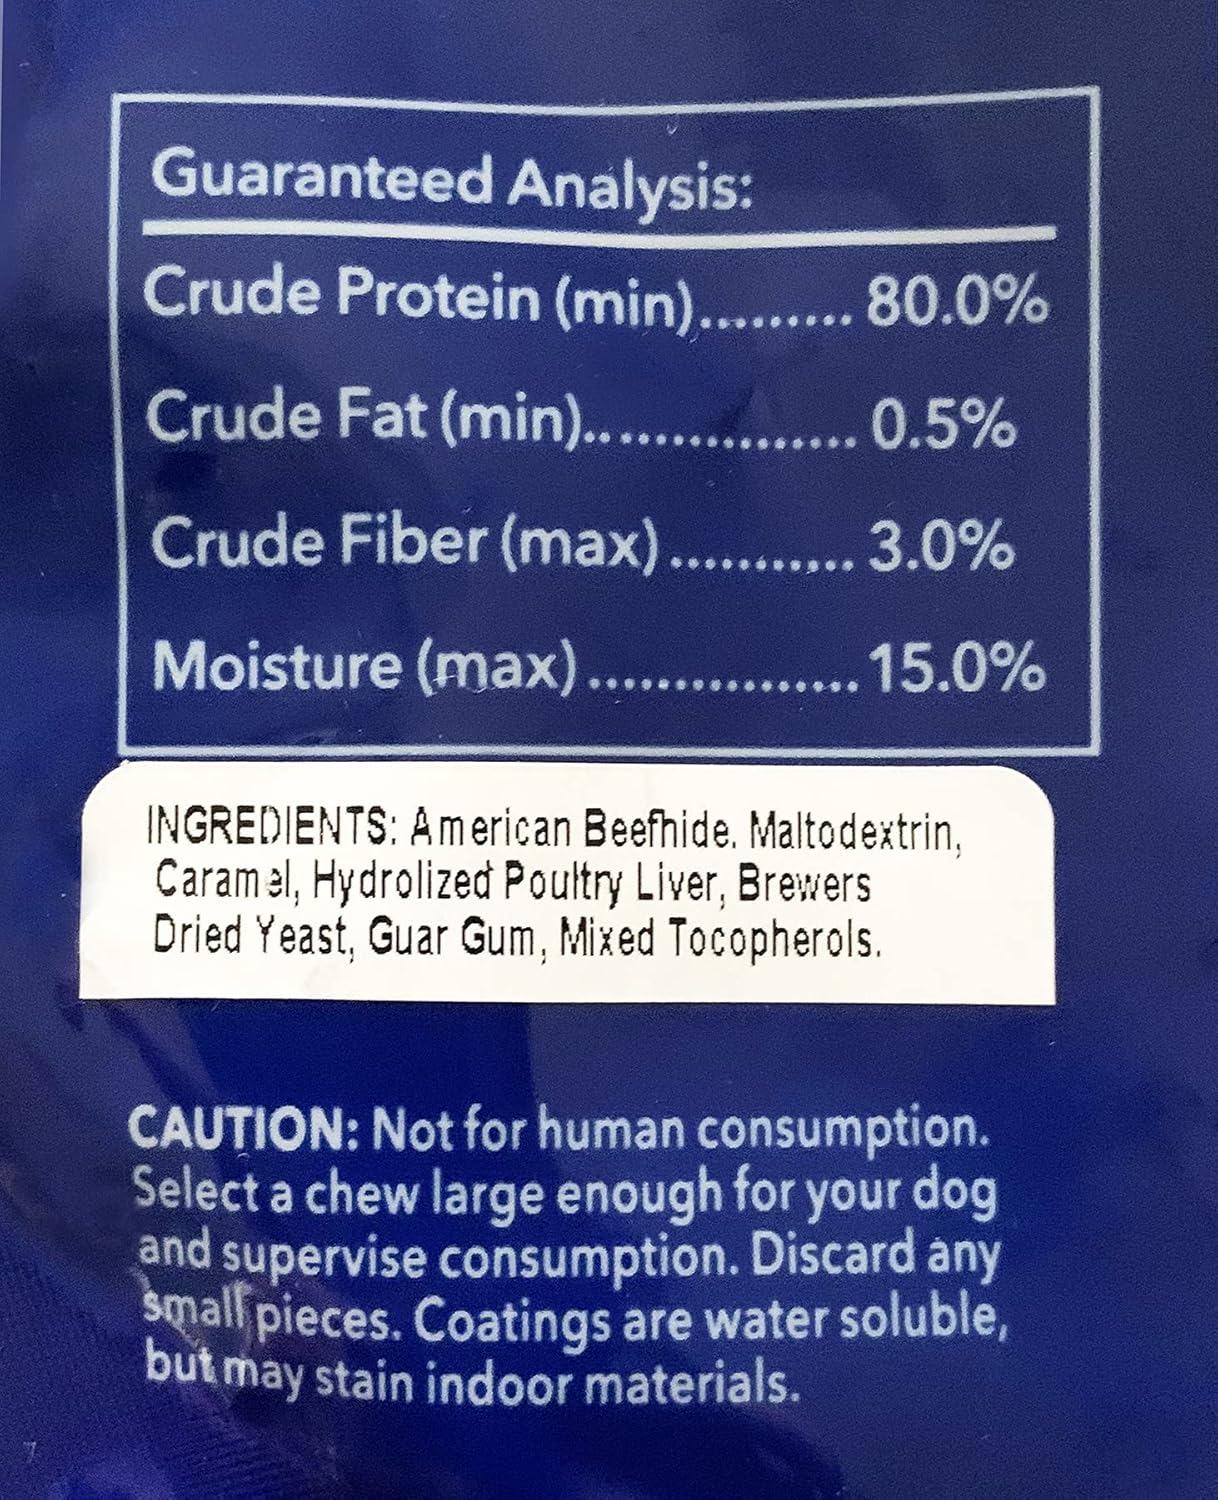 Guaranteed Analysis:
Crude Protein (min).......... 80.0%
Crude Fat (min)................... 0.5%
Crude Fiber (max) ............. 3.0%
Moisture (max) ................... 15.0%
INGREDIENTS: American Beefhide. Maltodextrin,
Caramel, Hydrolized Poultry Liver, Brewers
Dried Yeast, Guar Gum, Mixed Tocopherols.
CAUTION: Not for human consumption.
Select a chew large enough for your dog
and supervise consumption. Discard any
small pieces. Coatings are water soluble,
but may stain indoor materials.